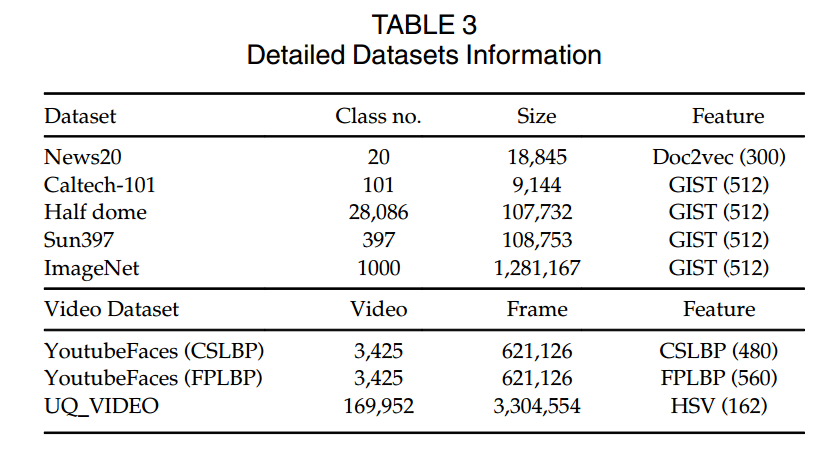 TABLE 3
Detailed Datasets Information
Dataset Class no. Size Feature
News20 20 18,845 Doc2vec (300)
Caltech-101 101 9,144 GIST (512)
Half dome 28,086 107,732 GIST (512)
Sun397 397 108,753 GIST (512)
ImageNet 1000 1,281,167 GIST (512)
Video Dataset Video Frame Feature
YoutubeFaces (CSLBP) 3,425 621,126 CSLBP (480)
YoutubeFaces (FPLBP) 3,425 621,126 FPLBP (560)
UQ_VIDEO 169,952 3,304,554 HSV (162)